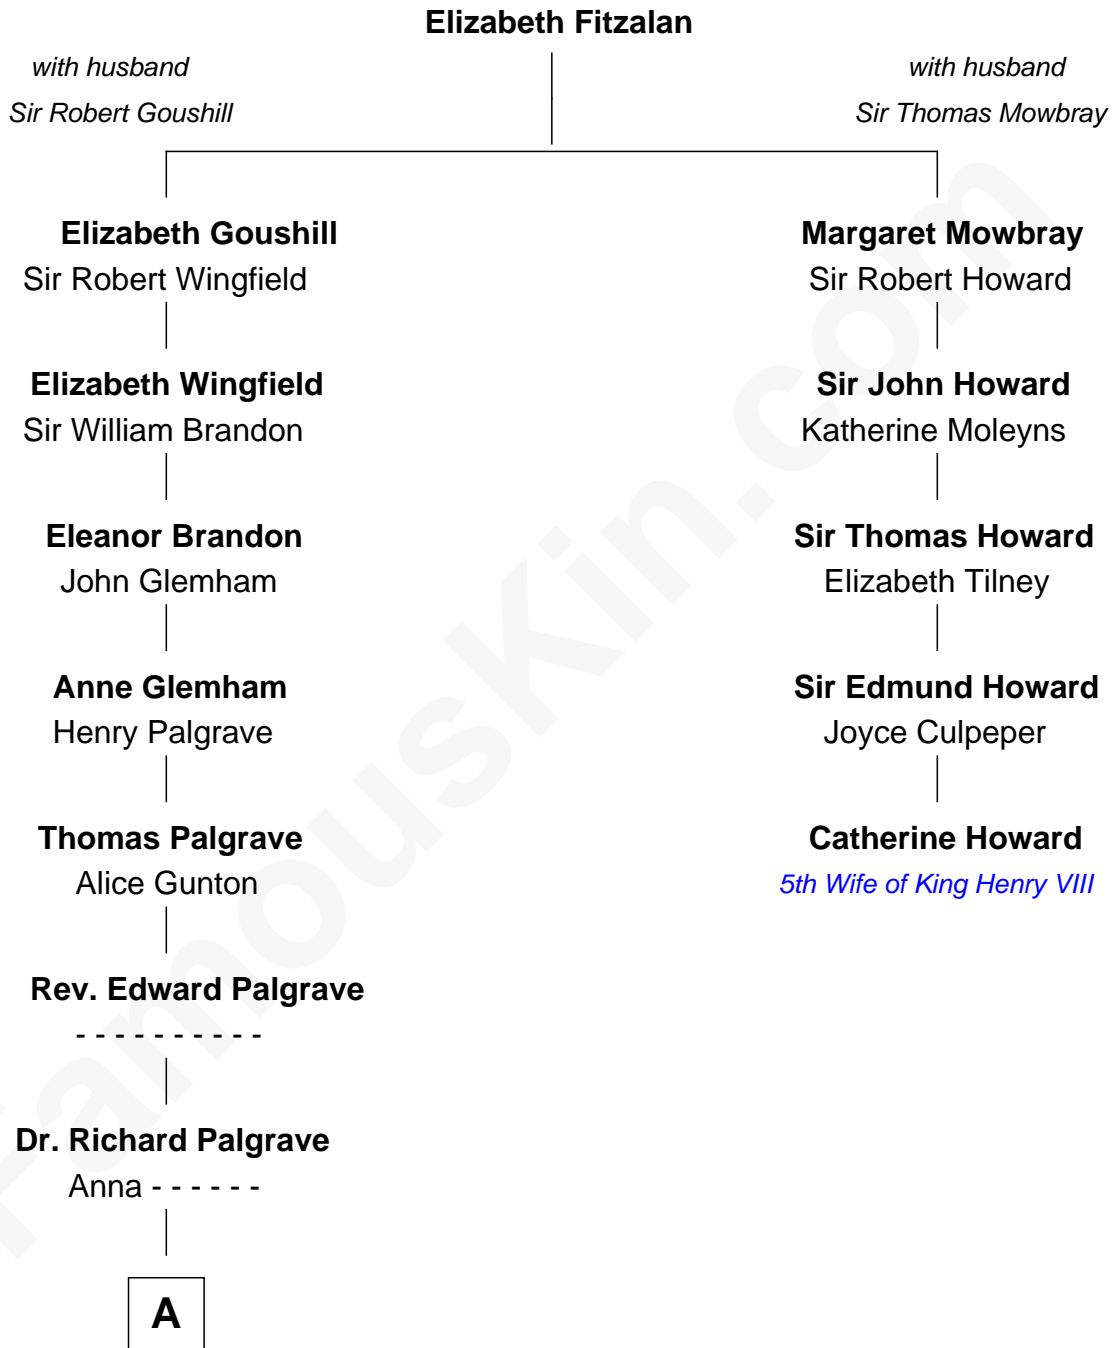 Elizabeth Fitzalan
with husband
Sir Robert Goushill
with husband
Sir Thomas Mowbray
Elizabeth Goushill
Sir Robert Wingfield
Margaret Mowbray
Sir Robert Howard
Elizabeth Wingfield
Sir William Brandon
Sir John Howard
Katherine Moleyns
Eleanor Brandon
John Glemham
Sir Thomas Howard
Elizabeth Tilney
Anne Glemham
Henry Palgrave
Sir Edmund Howard
Joyce Culpeper
Thomas Palgrave
Alice Gunton
Catherine Howard
5th Wife of King Henry VIII
Rev. Edward Palgrave
- - - - - - - - - -
Dr. Richard Palgrave
Anna - - - - - -
A
FamousKin.com